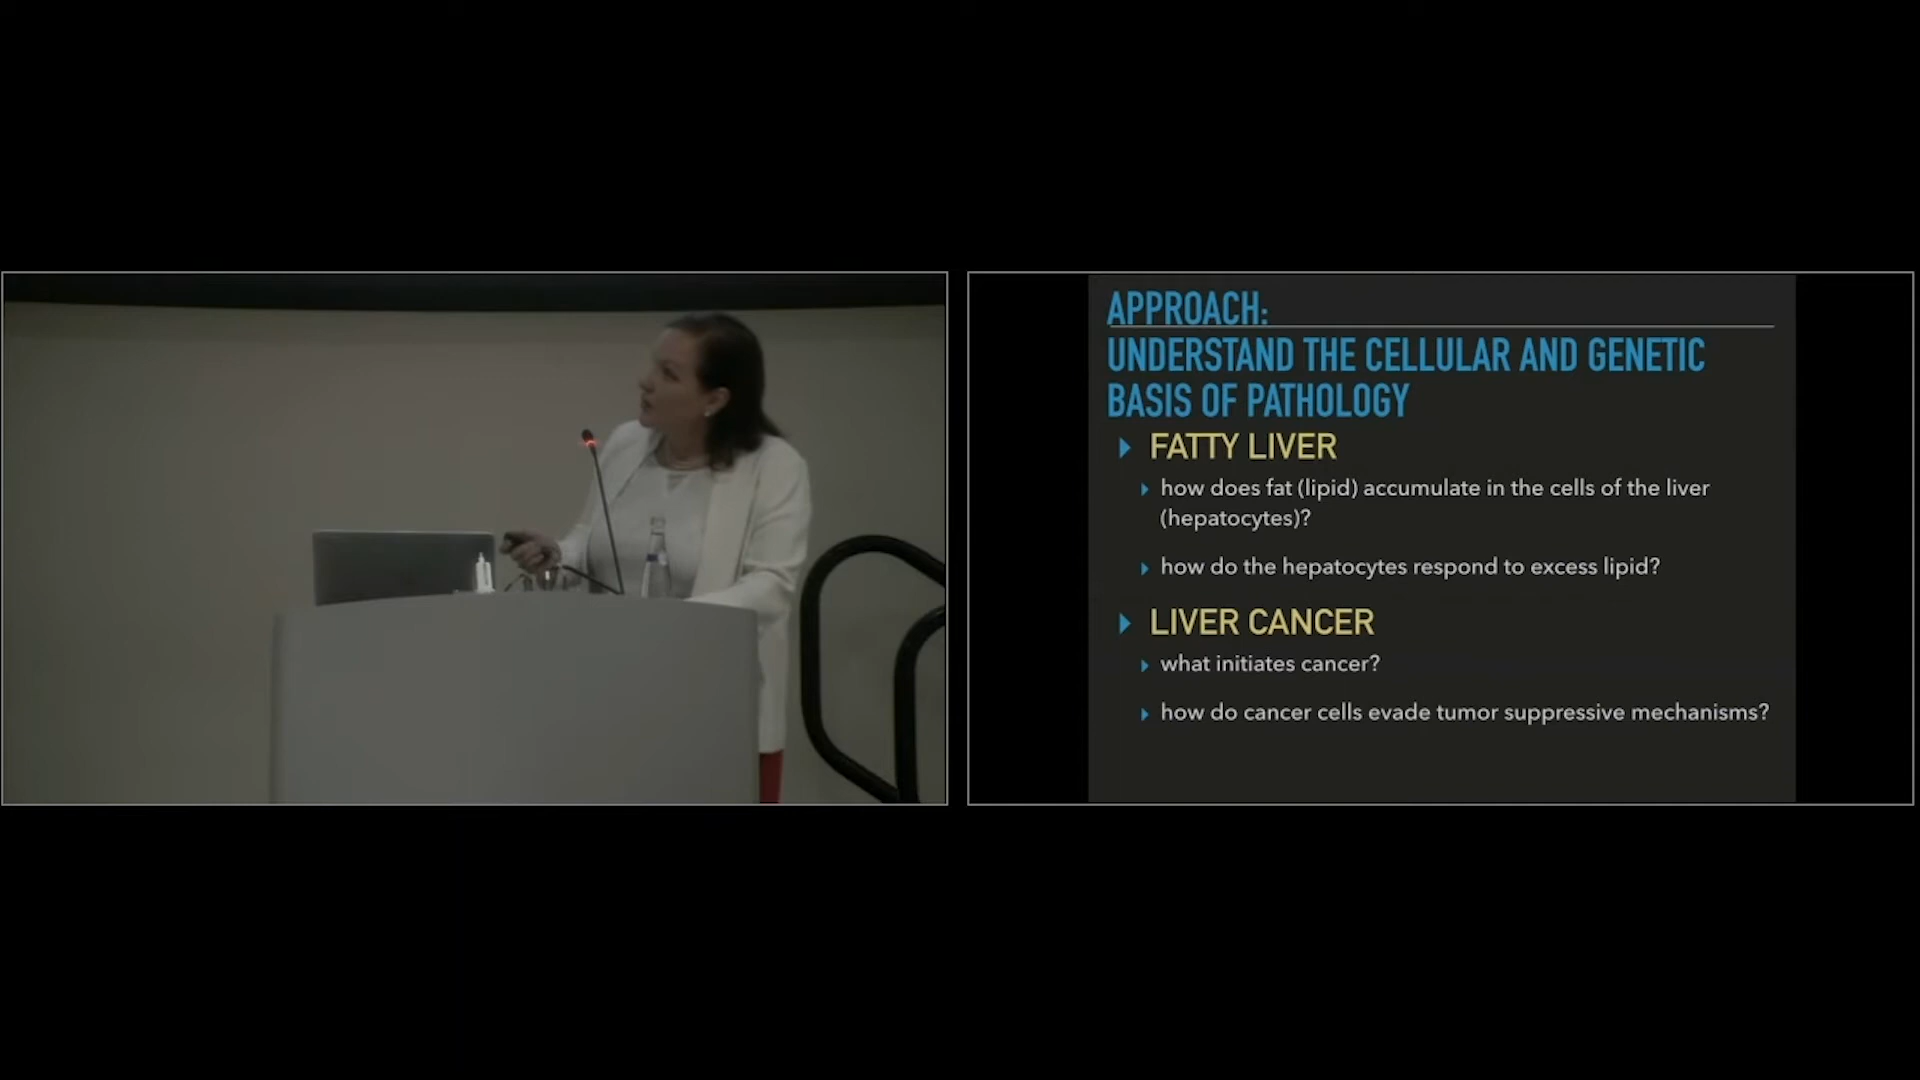 APPROACH:
UNDERSTAND THE CELLULAR AND GENETIC
BASIS OF PATHOLOGY
FATTY LIVER
how does fat (lipid) accumulate in the cells of the liver
(hepatocytes)?
how do the hepatocytes respond to excess lipid?
LIVER CANCER
what initiates cancer?
how do cancer cells evade tumor suppressive mechanisms?